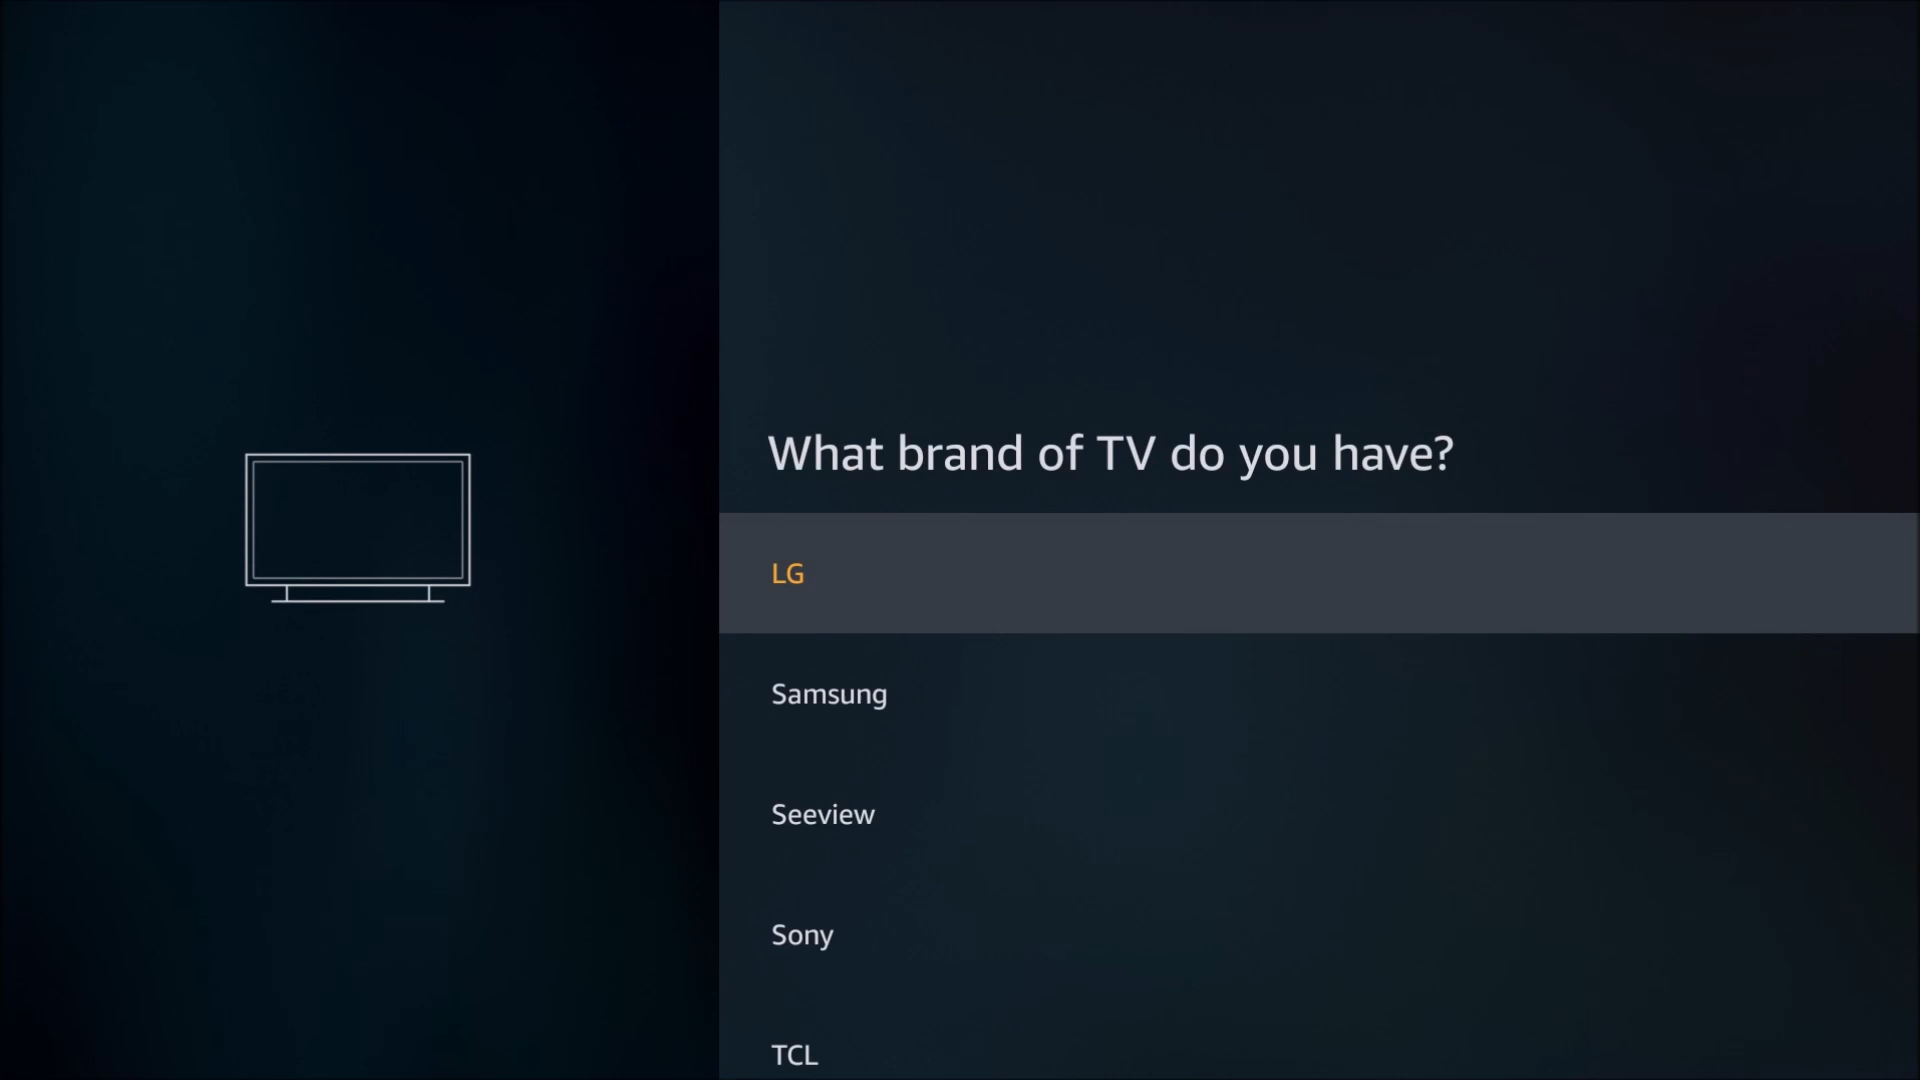 What brand of TV do you have?
LG
Samsung
Seeview
Sony
TCL